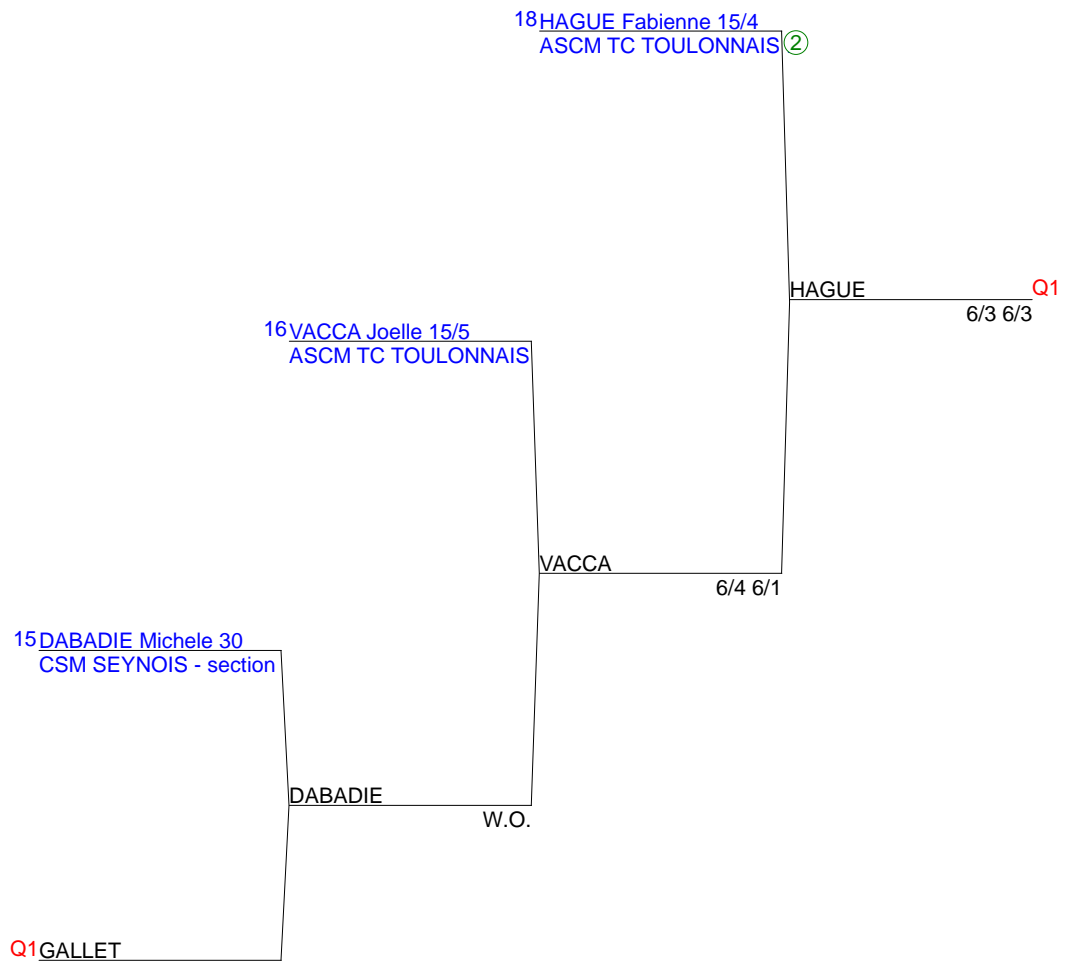 18 HAGUE Fabienne 15/4
ASCM TC TOULONNAIS 2
HAGUE Q1
6/3 6/3
16 VACCA Joelle 15/5
ASCM TC TOULONNAIS
VACCA
6/4 6/1
15 DABADIE Michele 30
CSM SEYNOIS - section
DABADIE
W.O.
Q1 GALLET